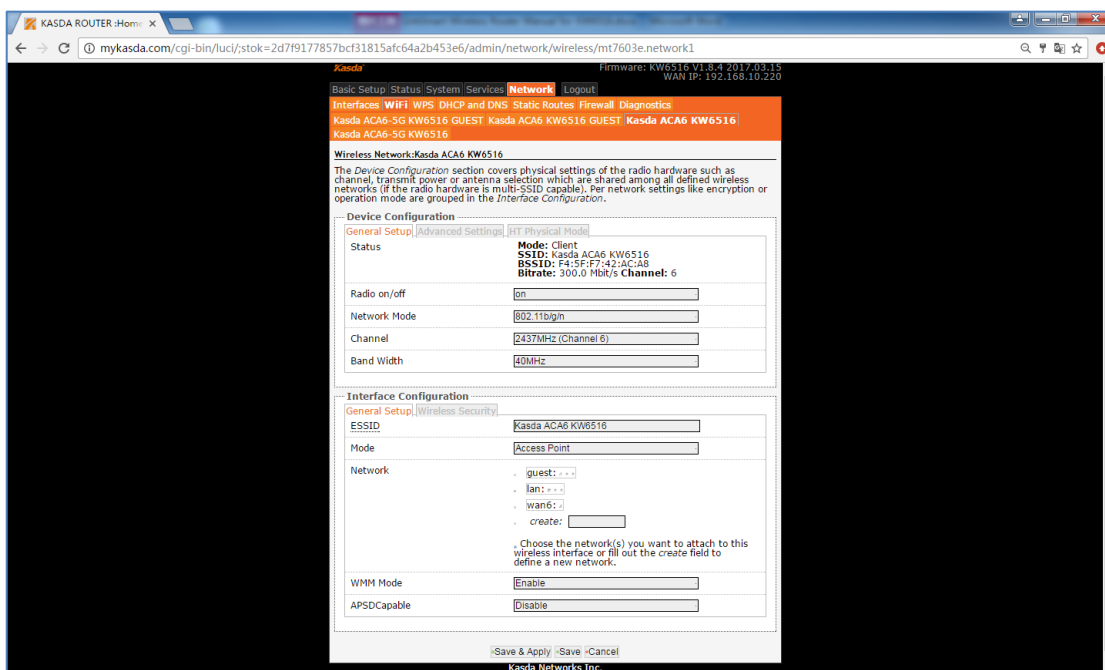 KASDA ROUTER :Home
mykasda.com/cgi-bin/luci/;stok=2d7f9177857bcf31815afc64a2b453e6/admin/network/wireless/mt7603e.network1
Kasda
Firmware: KW6516 V1.8.4 2017.03.15
WAN IP: 192.168.10.220
Basic Setup Status System Services Network Logout
Interfaces WiFi WPS DHCP and DNS Static Routes Firewall Diagnostics
Kasda ACA6-5G KW6516 GUEST Kasda ACA6 KW6516 GUEST Kasda ACA6 KW6516
Kasda ACA6-5G KW6516
Wireless Network:Kasda ACA6 KW6516
The Device Configuration section covers physical settings of the radio hardware such as
channel, transmit power or antenna selection which are shared among all defined wireless
networks (if the radio hardware is multi-SSID capable). Per network settings like encryption or
operation mode are grouped in the Interface Configuration.
Device Configuration
General Setup Advanced Settings HT Physical Mode
Status
Mode: Client
SSID: Kasda ACA6 KW6516
BSSID: F4:5F:F7:42:AC:A8
Bitrate: 300.0 Mbit/s Channel: 6
Radio on/off on
Network Mode 802.11b/g/n
Channel 2437MHz (Channel 6)
Band Width 40MHz
Interface Configuration
General Setup Wireless Security
ESSID Kasda ACA6 KW6516
Mode Access Point
Network
guest:
lan:
wan6:
create:
Choose the network(s) you want to attach to this
wireless interface or fill out the create field to
define a new network.
WMM Mode Enable
APSDCapable Disable
Save & Apply Save Cancel
Kasda Networks Inc.